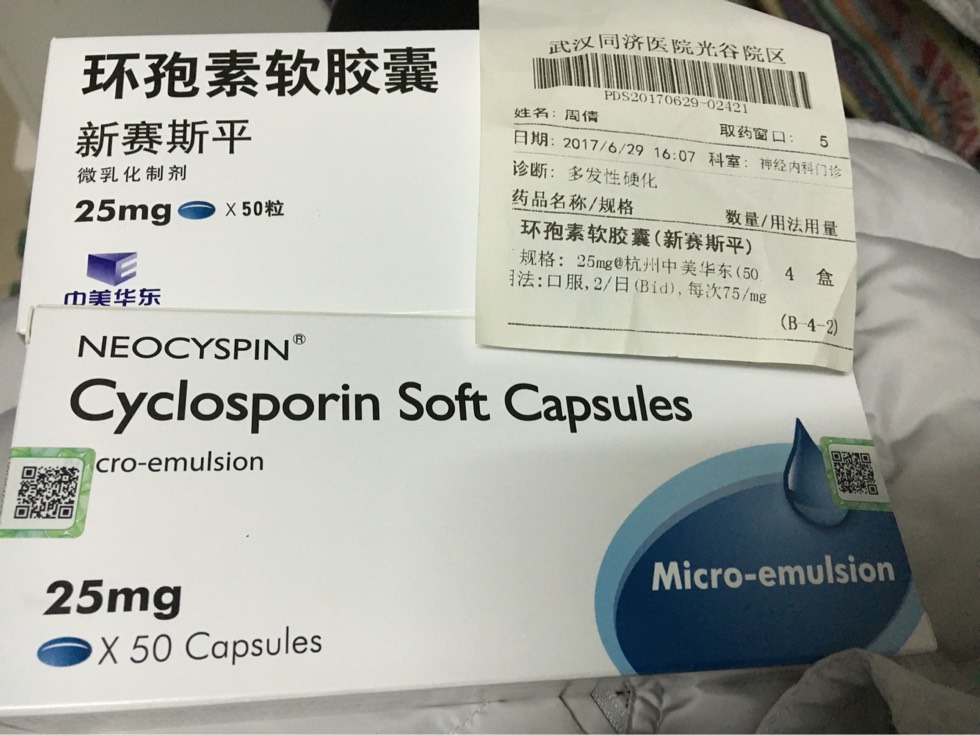 环孢素软胶囊
新赛斯平
微乳化制剂
25mg X 50粒
中美华东
武汉同济医院光谷院区
PDS20170629-02421
姓名: 周倩 取药窗口: 5
日期: 2017/6/29 16:07 科室: 神经内科门诊
诊断: 多发性硬化
药品名称/规格 数量/用法用量
环孢素软胶囊(新赛斯平)
规格: 25mg@杭州中美华东(50 4 盒
用法:口服,2/日(Bid),每次75/mg
(B-4-2)
NEOCYSPIN®
Cyclosporin Soft Capsules
cro-emulsion
Micro-emulsion
25mg
X 50 Capsules